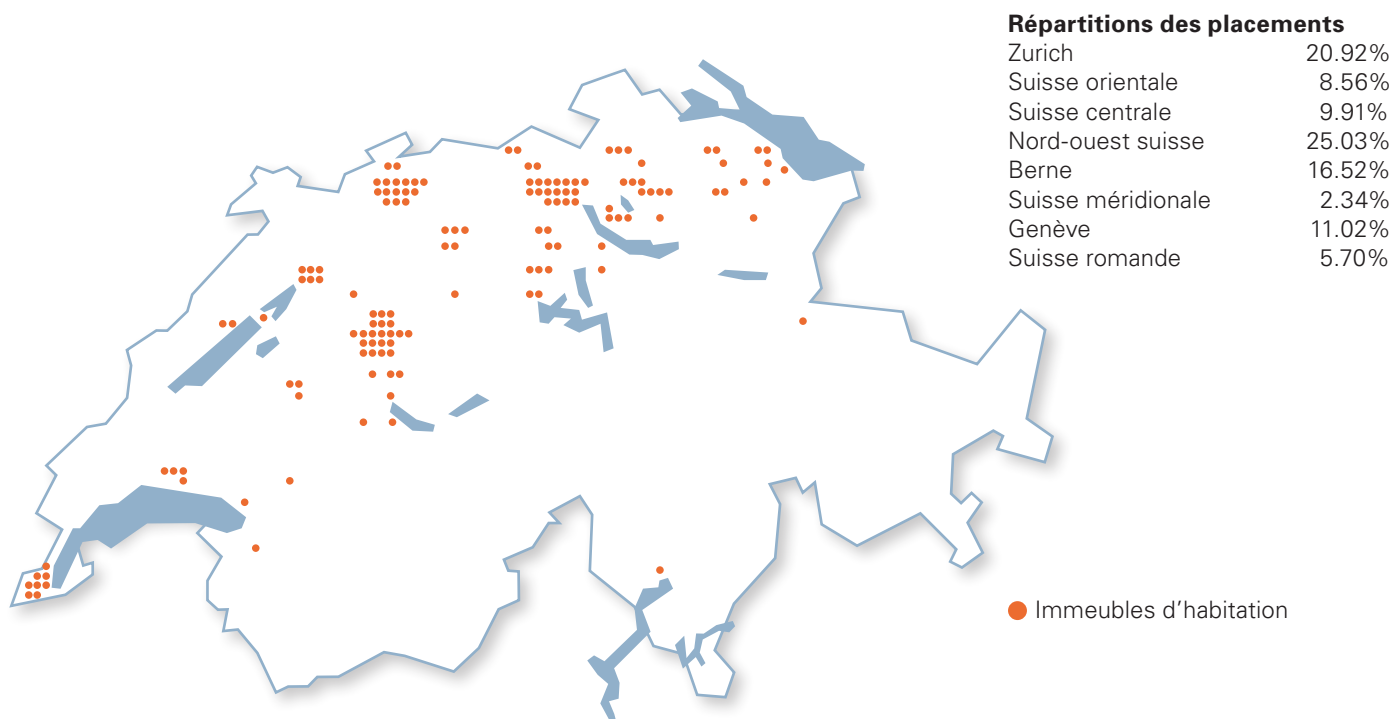 Répartitions des placements
Zurich 20.92%
Suisse orientale 8.56%
Suisse centrale 9.91%
Nord-ouest suisse 25.03%
Berne 16.52%
Suisse méridionale 2.34%
Genève 11.02%
Suisse romande 5.70%
Immeubles d'habitation